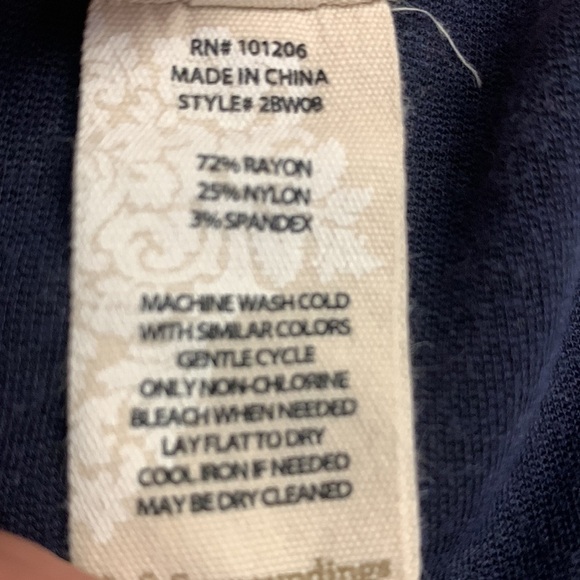 RN# 101206
MADE IN CHINA
STYLE# 2BW08
72% RAYON
25% NYLON
3% SPANDEX
MACHINE WASH COLD
WITH SIMILAR COLORS
GENTLE CYCLE
ONLY NON-CHLORINE
BLEACH WHEN NEEDED
LAY FLAT TO DRY
COOL IRON IF NEEDED
MAY BE DRY CLEANED